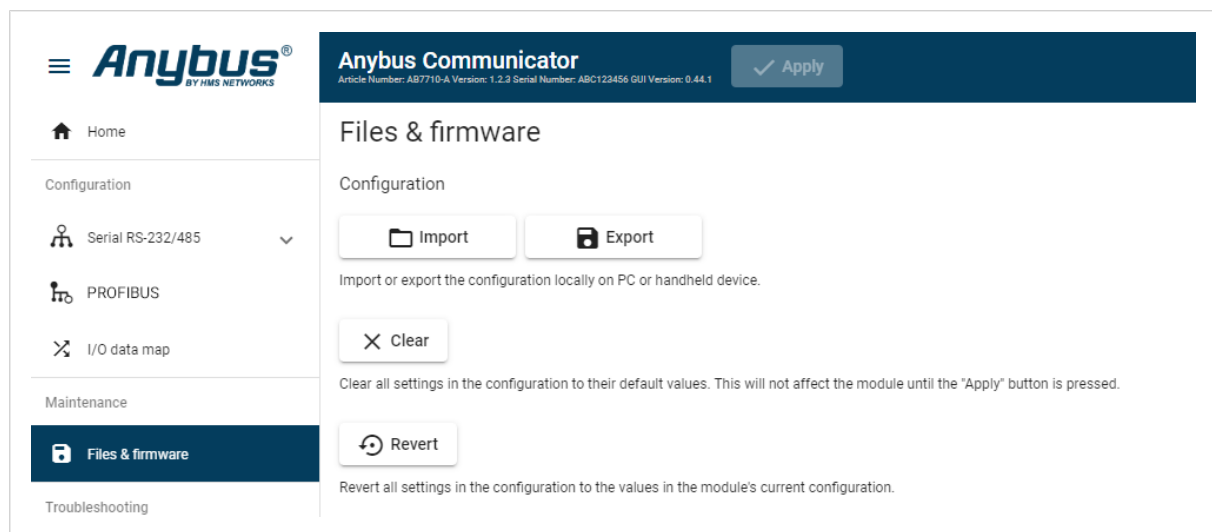 Anybus®
BY HMS NETWORKS
Anybus Communicator
Article Number: AB7710-A Version: 1.2.3 Serial Number: ABC123456 GUI Version: 0.44.1
Apply
Home
Configuration
Serial RS-232/485
PROFIBUS
I/O data map
Maintenance
Files & firmware
Troubleshooting
Files & firmware
Configuration
Import
Export
Import or export the configuration locally on PC or handheld device.
Clear
Clear all settings in the configuration to their default values. This will not affect the module until the "Apply" button is pressed.
Revert
Revert all settings in the configuration to the values in the module's current configuration.